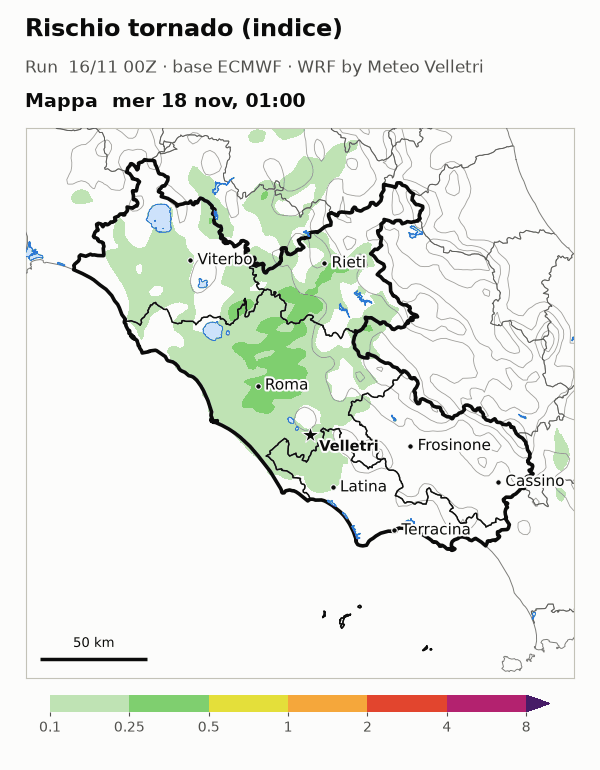 Rischio tornado (indice)
Run  16/11 00Z · base ECMWF · WRF by Meteo Velletri
Mappa  mer 18 nov, 01:00
Viterbo
Rieti
Roma
Velletri
Frosinone
Cassino
Latina
Terracina
50 km
0.1 0.25 0.5 1 2 4 8